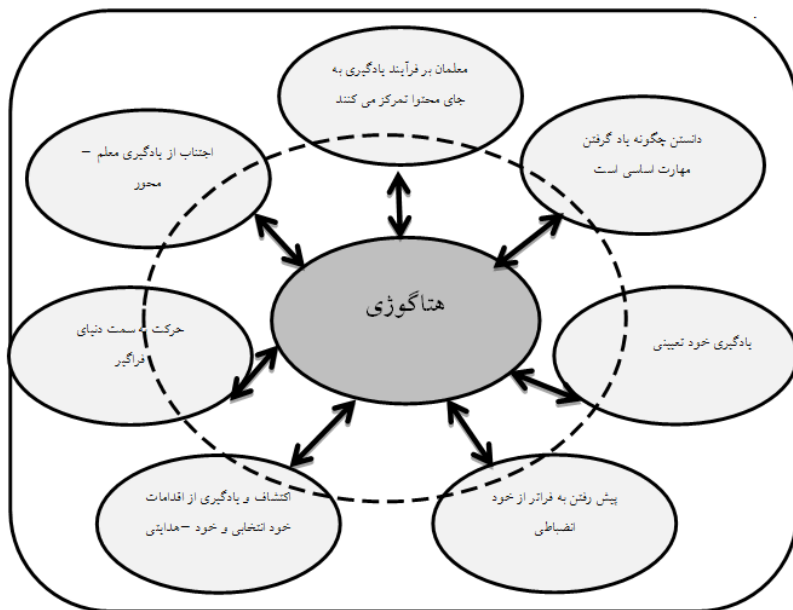 معلمان بر فرآیند یادگیری به
جای محتوا تمرکز می کنند
دانستن چگونه یاد گرفتن
مهارت اساسی است
اجتناب از یادگیری معلم –
محور
هتاگوژی
حرکت به سمت دنیای
فراگیر
یادگیری خود تعیینی
اکتشاف و یادگیری از اقدامات
خود انتخابی و خود –هدایتی
پیش رفتن به فراتر از خود
انضباطی